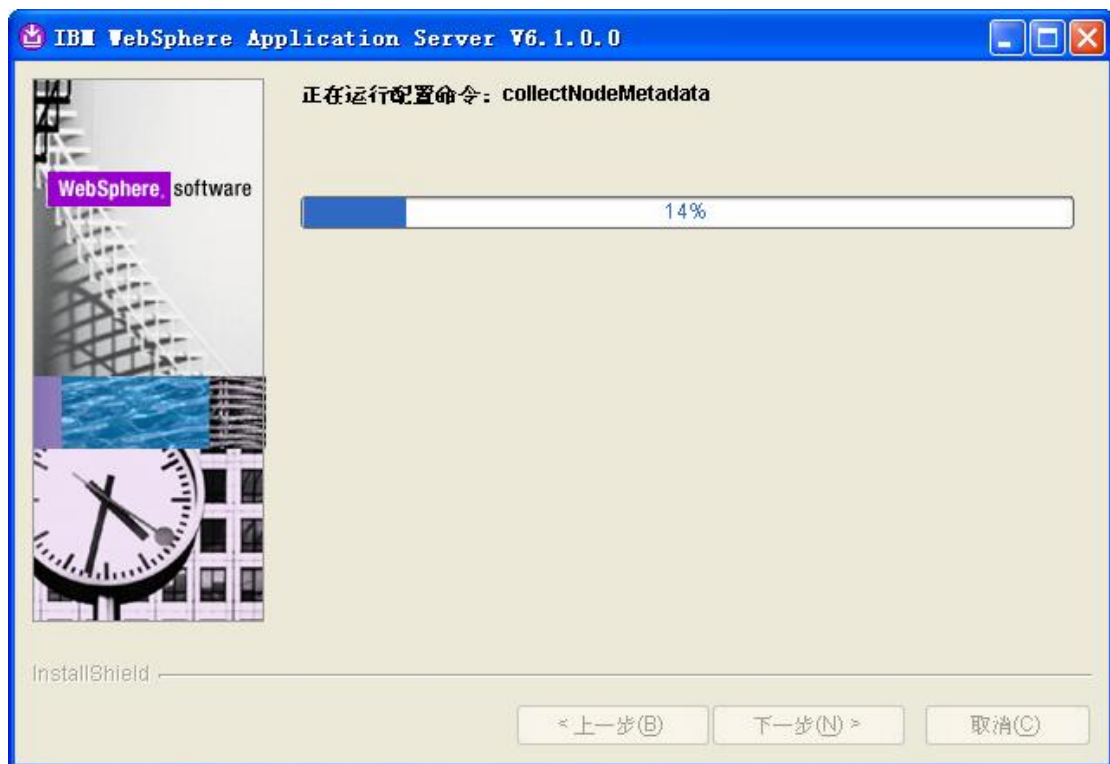 IBM WebSphere Application Server V6.1.0.0
正在运行配置命令：collectNodeMetadata
WebSphere. software
14%
InstallShield
< 上一步(B)
下一步(N) >
取消(C)